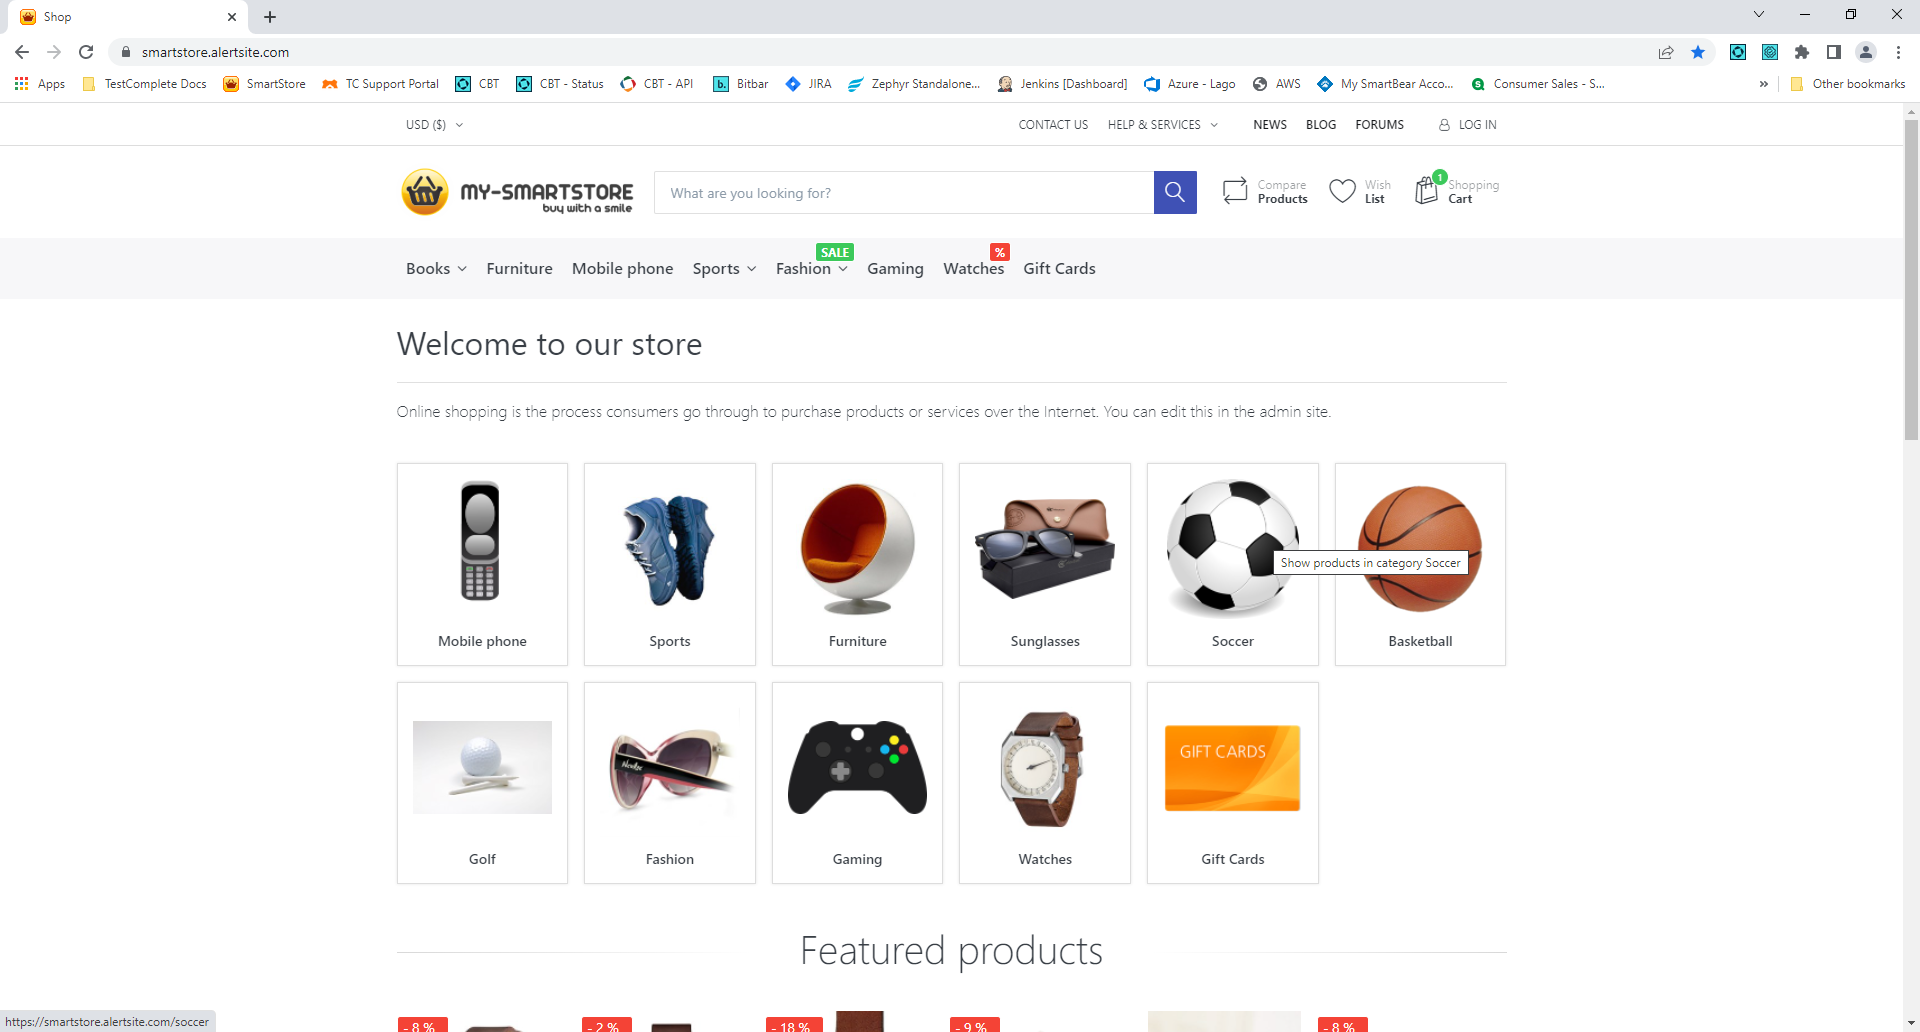 Shop
smartstore.alertsite.com
Apps TestComplete Docs SmartStore TC Support Portal CBT CBT - Status CBT - API Bitbar JIRA Zephyr Standalone... Jenkins [Dashboard] Azure - Lago AWS My SmartBear Acco... Consumer Sales - S... » Other bookmarks
USD ($) CONTACT US HELP & SERVICES NEWS BLOG FORUMS LOG IN
MY-SMARTSTORE
buy with a smile
What are you looking for?
Compare
Products
Wish
List
1
Shopping
Cart
SALE %
Books Furniture Mobile phone Sports Fashion Gaming Watches Gift Cards
Welcome to our store
Online shopping is the process consumers go through to purchase products or services over the Internet. You can edit this in the admin site.
Show products in category Soccer
Mobile phone Sports Furniture Sunglasses Soccer Basketball
GIFT CARDS
Golf Fashion Gaming Watches Gift Cards
Featured products
- 8 % - 2 % - 18 % - 9 % - 8 %
https://smartstore.alertsite.com/soccer